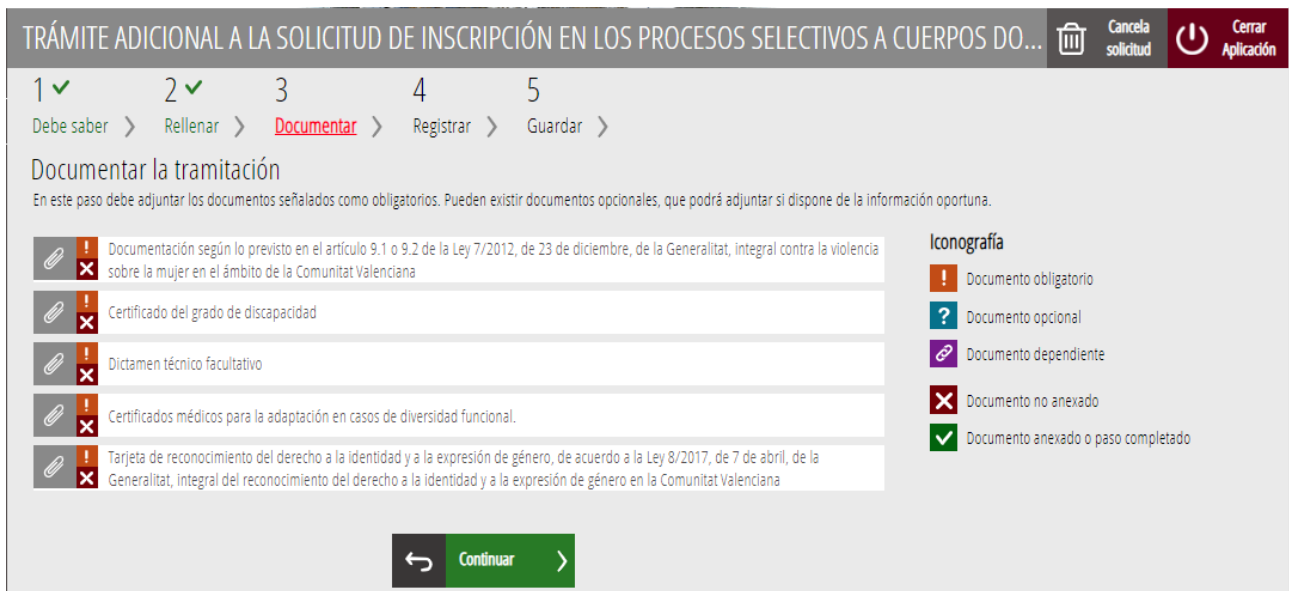 TRÁMITE ADICIONAL A LA SOLICITUD DE INSCRIPCIÓN EN LOS PROCESOS SELECTIVOS A CUERPOS DO...
Cancela
solicitud
Cerrar
Aplicación
1
Debe saber
2
Rellenar
3
Documentar
4
Registrar
5
Guardar
Documentar la tramitación
En este paso debe adjuntar los documentos señalados como obligatorios. Pueden existir documentos opcionales, que podrá adjuntar si dispone de la información oportuna.
Documentación según lo previsto en el artículo 9.1 o 9.2 de la Ley 7/2012, de 23 de diciembre, de la Generalitat, integral contra la violencia
sobre la mujer en el ámbito de la Comunitat Valenciana
Certificado del grado de discapacidad
Dictamen técnico facultativo
Certificados médicos para la adaptación en casos de diversidad funcional.
Tarjeta de reconocimiento del derecho a la identidad y a la expresión de género, de acuerdo a la Ley 8/2017, de 7 de abril, de la
Generalitat, integral del reconocimiento del derecho a la identidad y a la expresión de género en la Comunitat Valenciana
Iconografía
! Documento obligatorio
? Documento opcional
Documento dependiente
Documento no anexado
Documento anexado o paso completado
Continuar